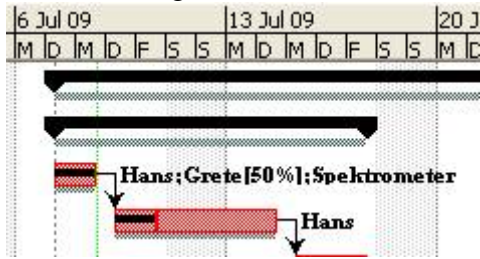 6 Jul 09 13 Jul 09 20 J
M D M D F S S M D M D F S S M D
Hans;Grete[50%];Spektrometer
Hans